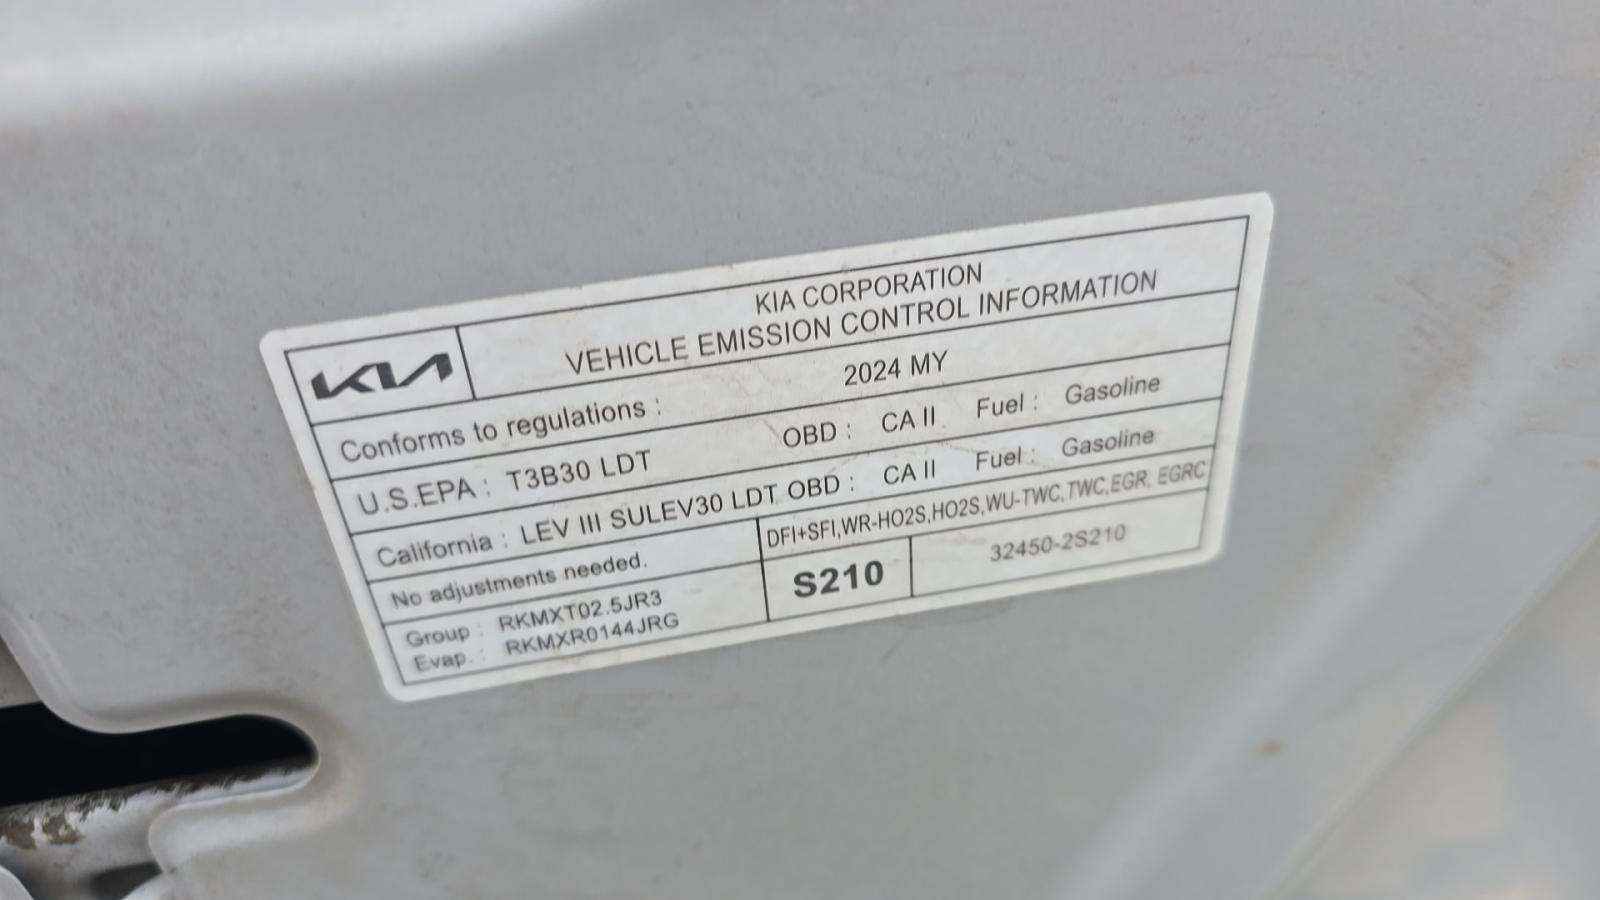 KIA
KIA CORPORATION
VEHICLE EMISSION CONTROL INFORMATION
Conforms to regulations : 2024 MY
U.S.EPA : T3B30 LDT OBD : CA II Fuel : Gasoline
California : LEV III SULEV30 LDT OBD : CA II Fuel : Gasoline
No adjustments needed. DFI+SFI,WR-HO2S,HO2S,WU-TWC,TWC,EGR, EGRC
Group : RKMXT02.5JR3
Evap. : RKMXR0144JRG
S210 32450-2S210